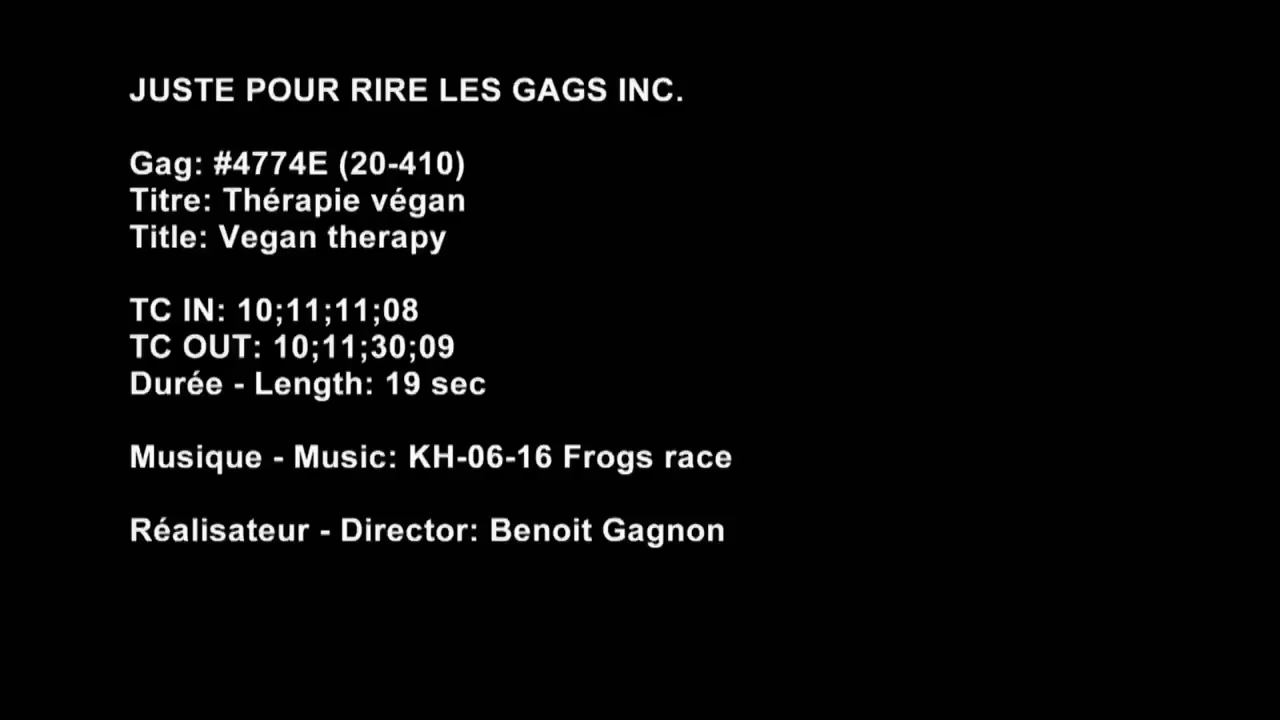 JUSTE POUR RIRE LES GAGS INC.
Gag: #4774E (20-410)
Titre: Thérapie végan
Title: Vegan therapy
TC IN: 10;11;11;08
TC OUT: 10;11;30;09
Durée - Length: 19 sec
Musique - Music: KH-06-16 Frogs race
Réalisateur - Director: Benoit Gagnon